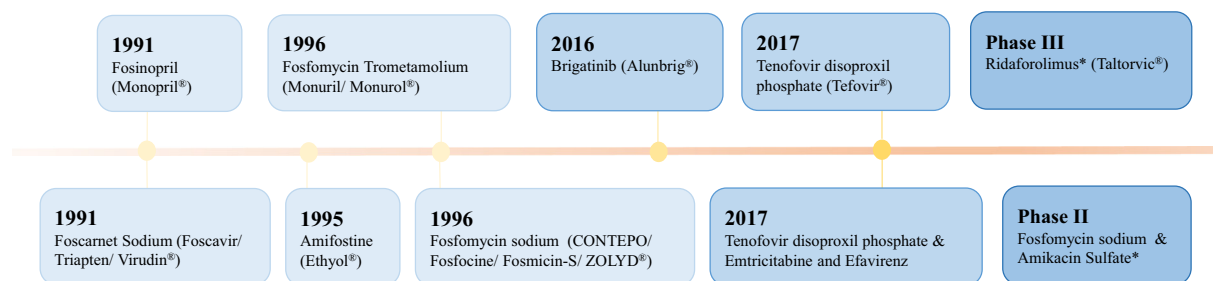 1991
Fosinopril
(Monopril®)
1996
Fosfomycin Trometamolium
(Monuril/ Monurol®)
2016
Brigatinib (Alunbrig®)
2017
Tenofovir disoproxil
phosphate (Tefovir®)
Phase III
Ridaforolimus* (Taltorvic®)
1991
Foscarnet Sodium (Foscavir/
Triapten/ Virudin®)
1995
Amifostine
(Ethyol®)
1996
Fosfomycin sodium (CONTEPO/
Fosfocine/ Fosmicin-S/ ZOLYD®)
2017
Tenofovir disoproxil phosphate &
Emtricitabine and Efavirenz
Phase II
Fosfomycin sodium &
Amikacin Sulfate*